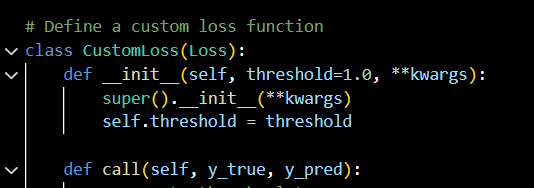 # Define a custom loss function
class CustomLoss(Loss):
    def __init__(self, threshold=1.0, **kwargs):
        super().__init__(**kwargs)
        self.threshold = threshold

    def call(self, y_true, y_pred):